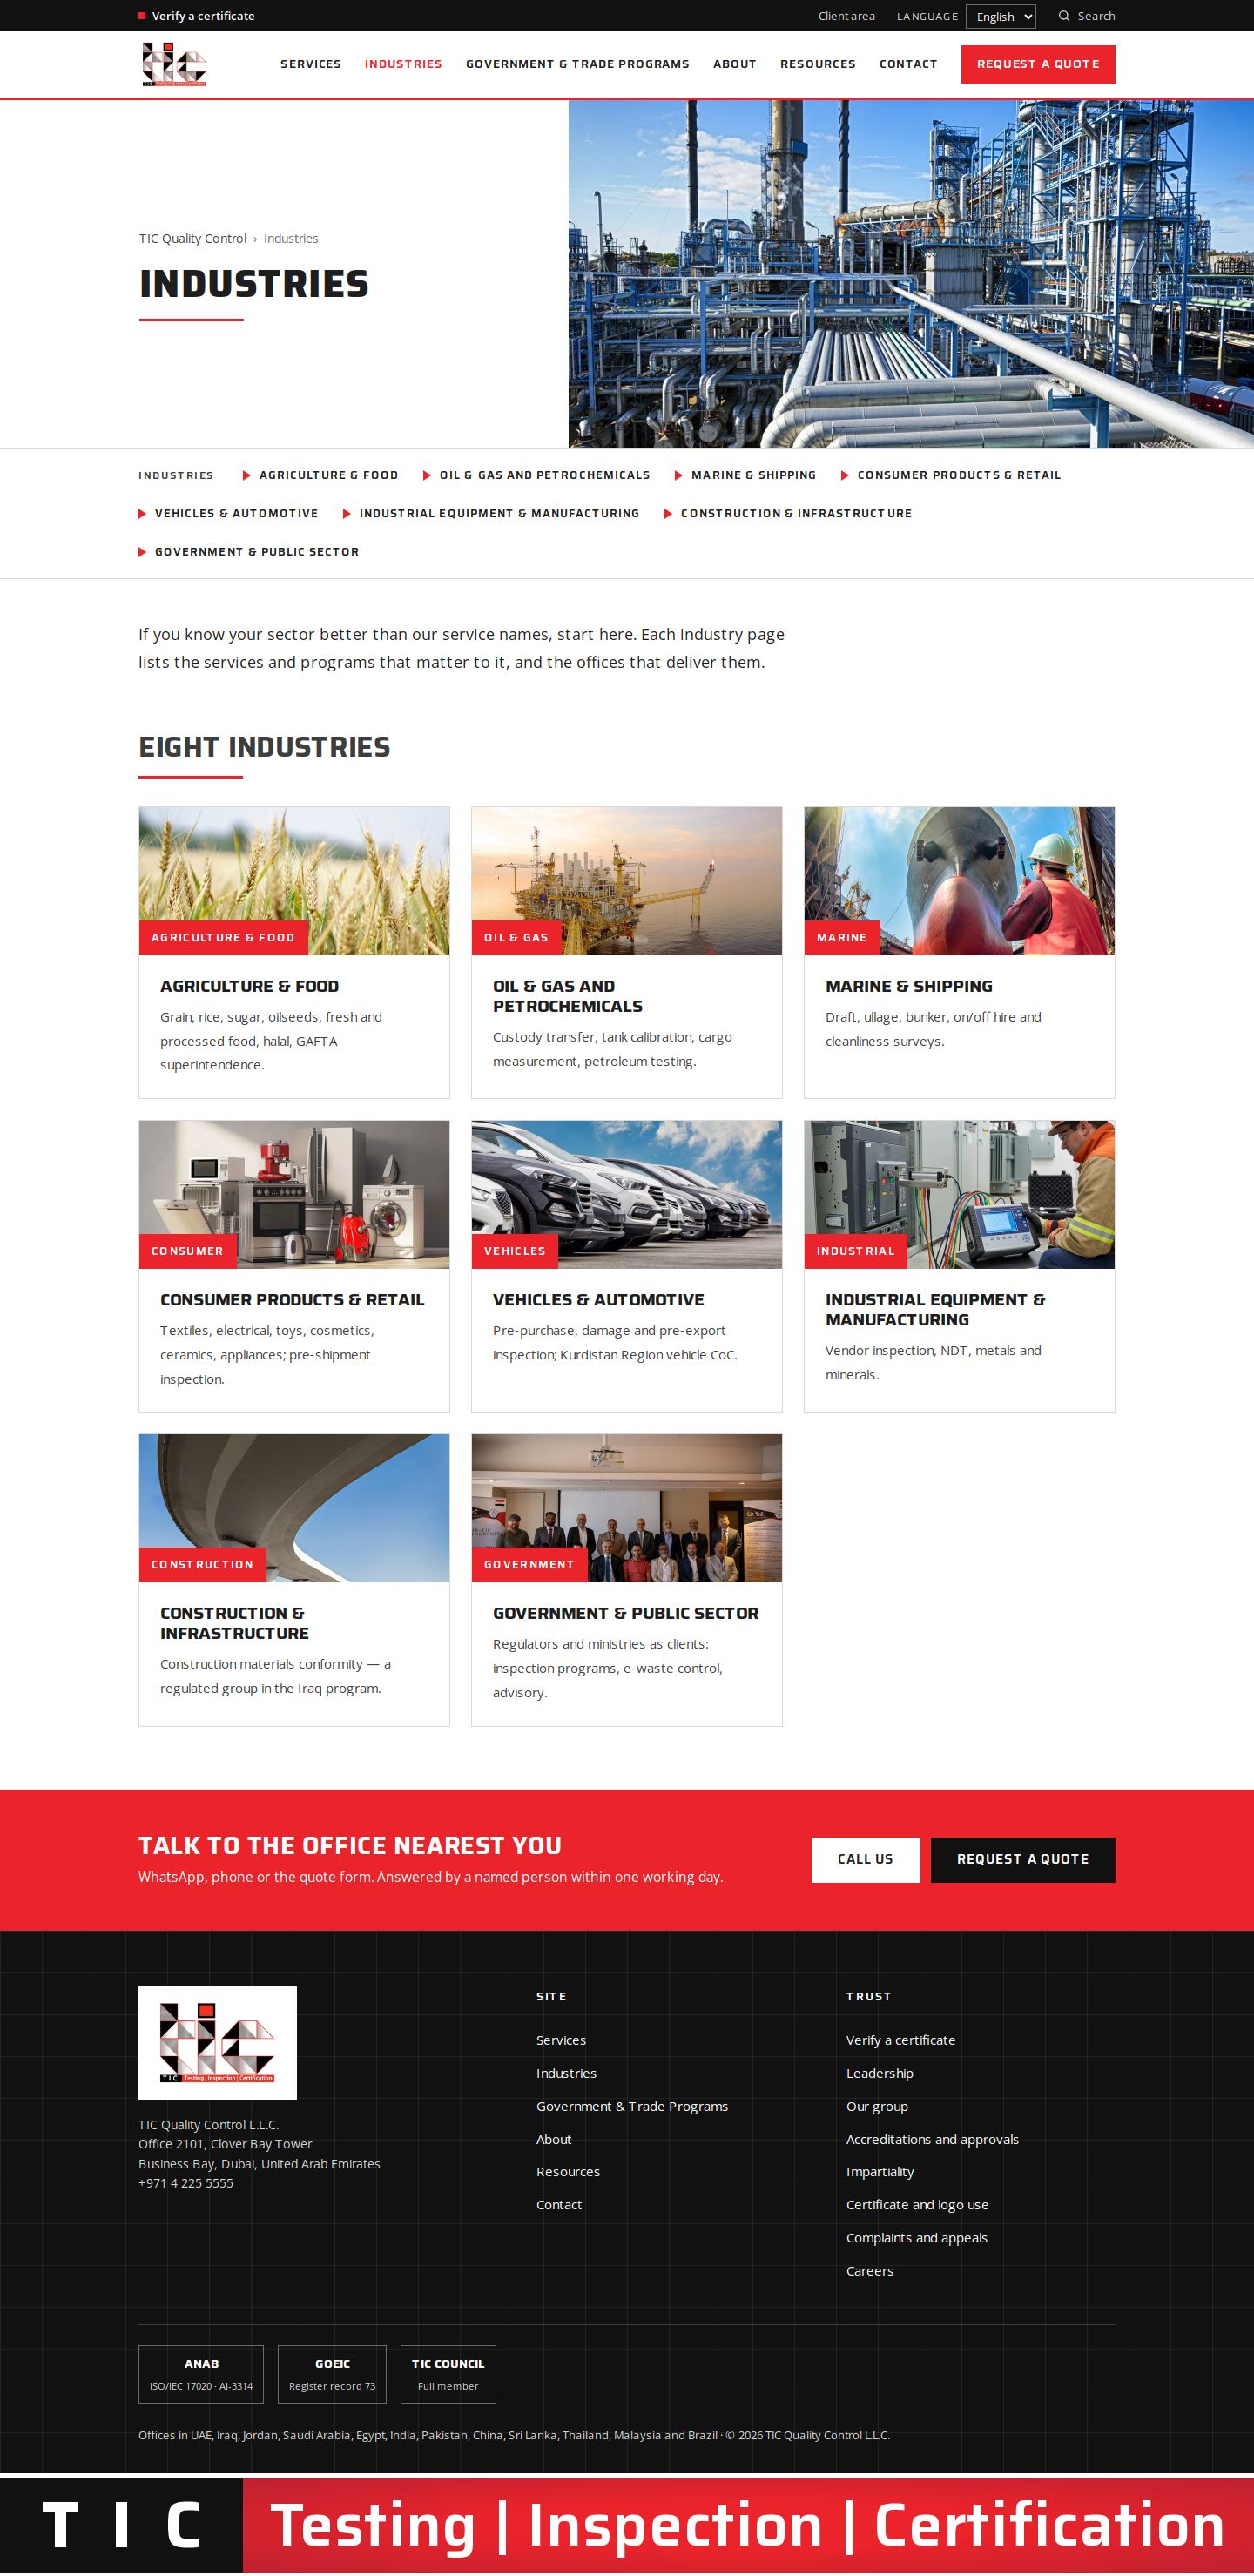 Verify a certificate
Client area
LANGUAGE English
Search
tic
TIC
SERVICES INDUSTRIES GOVERNMENT & TRADE PROGRAMS ABOUT RESOURCES CONTACT REQUEST A QUOTE
TIC Quality Control › Industries
INDUSTRIES
INDUSTRIES AGRICULTURE & FOOD OIL & GAS AND PETROCHEMICALS MARINE & SHIPPING CONSUMER PRODUCTS & RETAIL
VEHICLES & AUTOMOTIVE INDUSTRIAL EQUIPMENT & MANUFACTURING CONSTRUCTION & INFRASTRUCTURE
GOVERNMENT & PUBLIC SECTOR
If you know your sector better than our service names, start here. Each industry page
lists the services and programs that matter to it, and the offices that deliver them.
EIGHT INDUSTRIES
AGRICULTURE & FOOD
AGRICULTURE & FOOD
Grain, rice, sugar, oilseeds, fresh and
processed food, halal, GAFTA
superintendence.
OIL & GAS
OIL & GAS AND
PETROCHEMICALS
Custody transfer, tank calibration, cargo
measurement, petroleum testing.
MARINE
MARINE & SHIPPING
Draft, ullage, bunker, on/off hire and
cleanliness surveys.
CONSUMER
CONSUMER PRODUCTS & RETAIL
Textiles, electrical, toys, cosmetics,
ceramics, appliances; pre-shipment
inspection.
VEHICLES
VEHICLES & AUTOMOTIVE
Pre-purchase, damage and pre-export
inspection; Kurdistan Region vehicle CoC.
INDUSTRIAL
INDUSTRIAL EQUIPMENT &
MANUFACTURING
Vendor inspection, NDT, metals and
minerals.
CONSTRUCTION
CONSTRUCTION &
INFRASTRUCTURE
Construction materials conformity — a
regulated group in the Iraq program.
GOVERNMENT
GOVERNMENT & PUBLIC SECTOR
Regulators and ministries as clients:
inspection programs, e-waste control,
advisory.
TALK TO THE OFFICE NEAREST YOU
WhatsApp, phone or the quote form. Answered by a named person within one working day.
CALL US
REQUEST A QUOTE
tic
TIC Testing | Inspection | Certification
TIC Quality Control L.L.C.
Office 2101, Clover Bay Tower
Business Bay, Dubai, United Arab Emirates
+971 4 225 5555
SITE
Services
Industries
Government & Trade Programs
About
Resources
Contact
TRUST
Verify a certificate
Leadership
Our group
Accreditations and approvals
Impartiality
Certificate and logo use
Complaints and appeals
Careers
ANAB
ISO/IEC 17020 · AI-3314
GOEIC
Register record 73
TIC COUNCIL
Full member
Offices in UAE, Iraq, Jordan, Saudi Arabia, Egypt, India, Pakistan, China, Sri Lanka, Thailand, Malaysia and Brazil · © 2026 TIC Quality Control L.L.C.
TIC Testing | Inspection | Certification